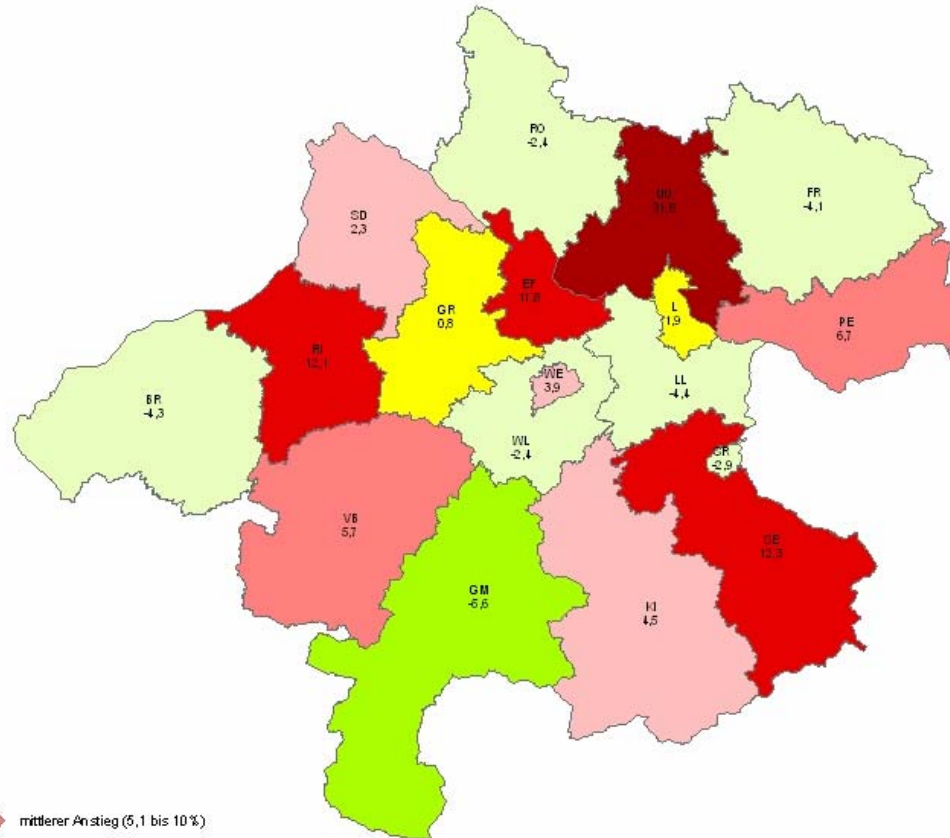 RO
-2,4
FR
-4,1
SD
2,3
EF
11,8
GR
0,8
L
1,9
PE
6,7
RI
12,1
WE
3,9
LL
-4,4
BR
-4,3
WL
-2,4
SR
-2,9
VB
5,7
SE
12,3
GM
-6,6
KI
4,5
mittlerer Anstieg (5,1 bis 10%)